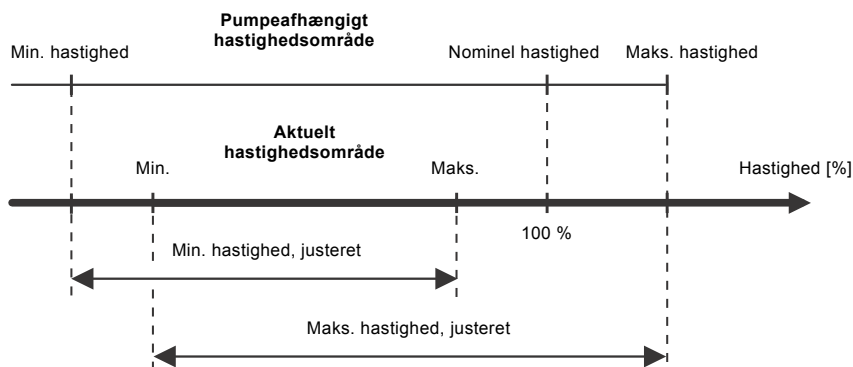 Pumpeafhængigt
hastighedsområde
Min. hastighed
Nominel hastighed
Maks. hastighed
Aktuelt
hastighedsområde
Min.
Maks.
Hastighed [%]
100 %
Min. hastighed, justeret
Maks. hastighed, justeret